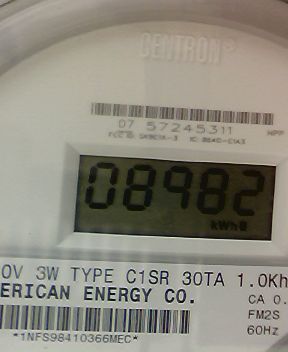 CENTRON®
07 57245311
08982
kWh
0V 3W TYPE C1SR 30TA 1.0Kh
ERICAN ENERGY CO.
CA 0.
FM2S
60Hz
*1NFS98410366MEC*